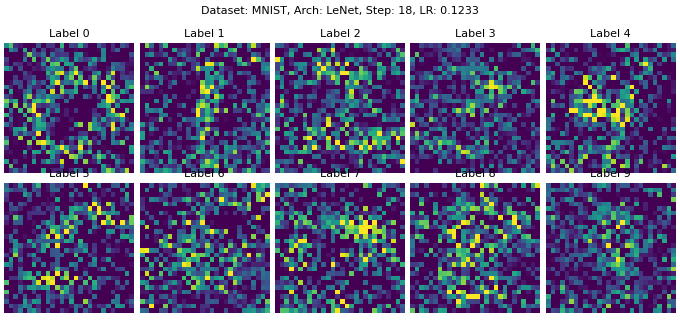 Dataset: MNIST, Arch: LeNet, Step: 18, LR: 0.1233
Label 0 Label 1 Label 2 Label 3 Label 4
Label 5 Label 6 Label 7 Label 8 Label 9